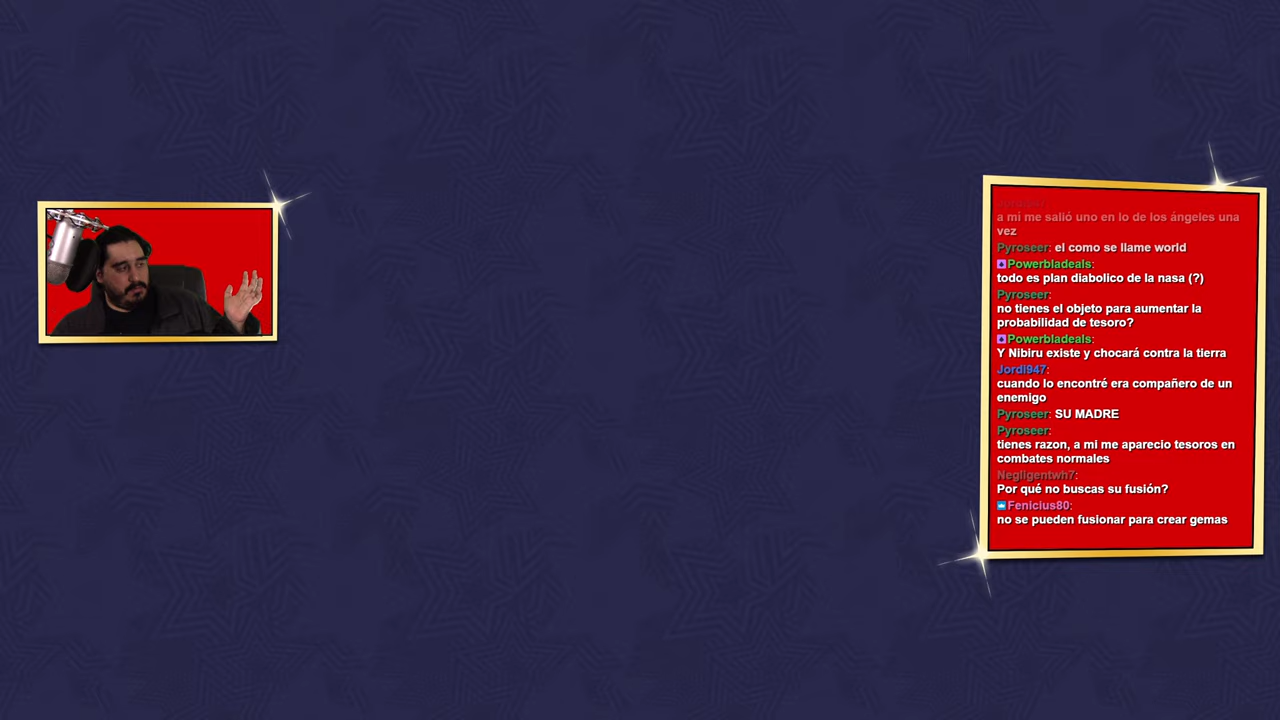 Jordi947:
a mí me salió uno en lo de los ángeles una
vez
Pyroseer: el como se llame world
Powerbladeals:
todo es plan diabolico de la nasa (?)
Pyroseer:
no tienes el objeto para aumentar la
probabilidad de tesoro?
Powerbladeals:
Y Nibiru existe y chocará contra la tierra
Jordi947:
cuando lo encontré era compañero de un
enemigo
Pyroseer: SU MADRE
Pyroseer:
tienes razon, a mi me aparecio tesoros en
combates normales
Negligentwh7:
Por qué no buscas su fusión?
Fenicius80:
no se pueden fusionar para crear gemas